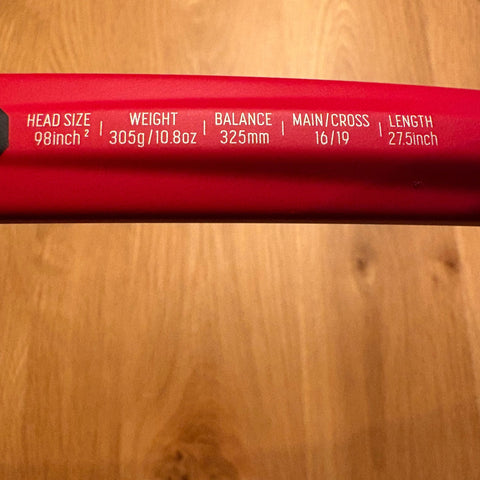 HEAD SIZE | WEIGHT | BALANCE | MAIN/CROSS | LENGTH
98inch² | 305g/10.8oz | 325mm | 16/19 | 27.5inch